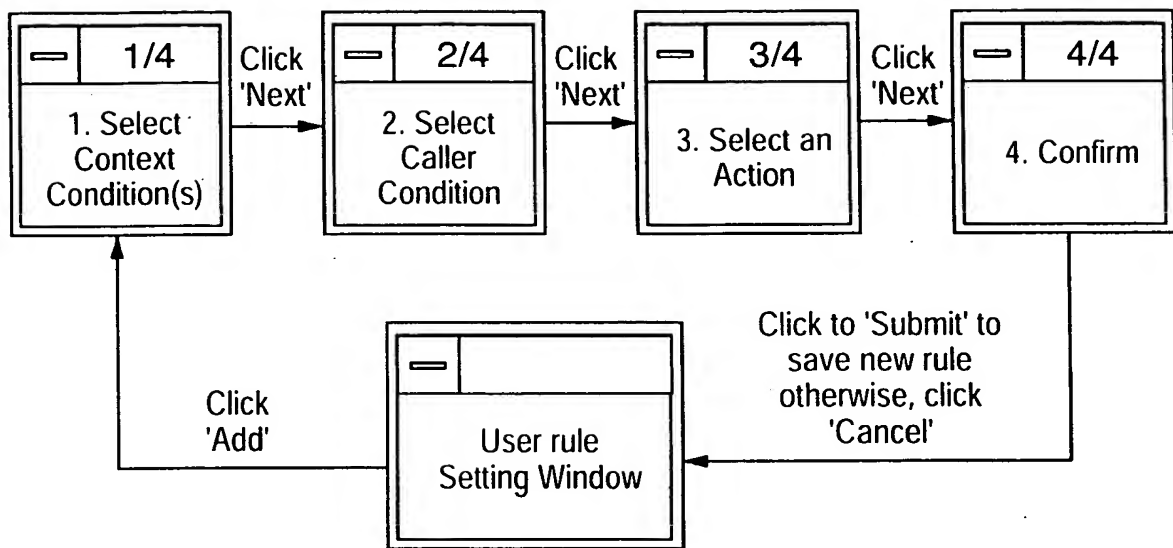 1/4
1. Select
Context
Condition(s)
Click
'Next'
2/4
2. Select
Caller
Condition
Click
'Next'
3/4
3. Select an
Action
Click
'Next'
4/4
4. Confirm
Click to 'Submit' to
save new rule
otherwise, click
'Cancel'
User rule
Setting Window
Click
'Add'